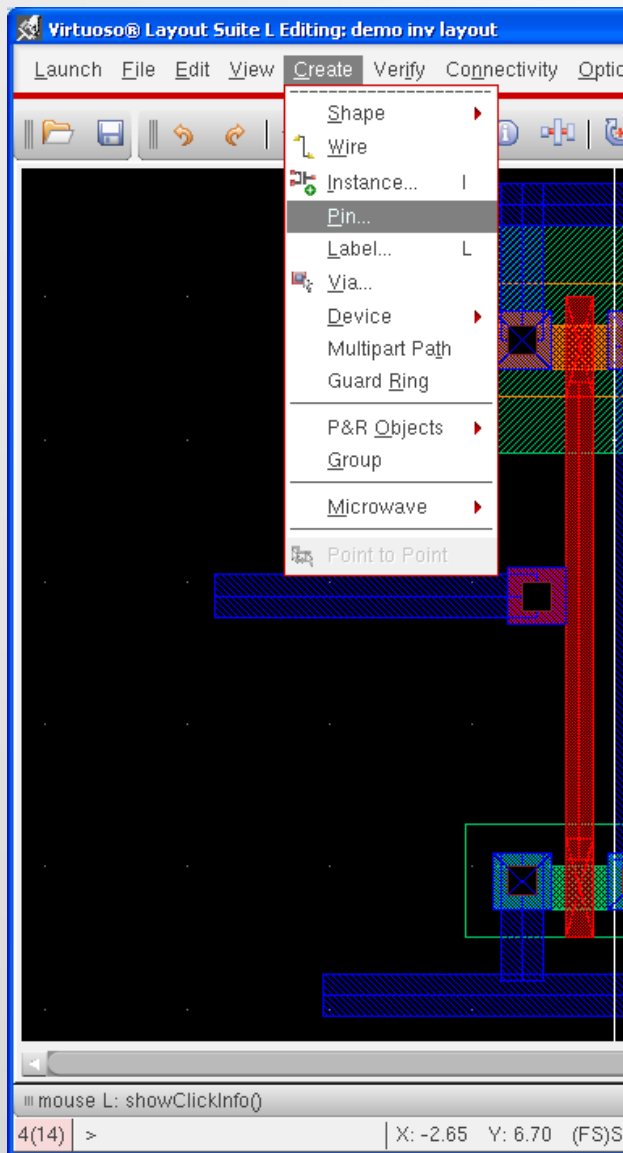 Virtuoso® Layout Suite L Editing: demo inv layout
Launch File Edit View Create Verify Connectivity Optio
Shape
Wire
Instance... I
Pin...
Label... L
Via...
Device
Multipart Path
Guard Ring
P&R Objects
Group
Microwave
Point to Point
mouse L: showClickInfo()
4(14) > X: -2.65 Y: 6.70 (FS)S